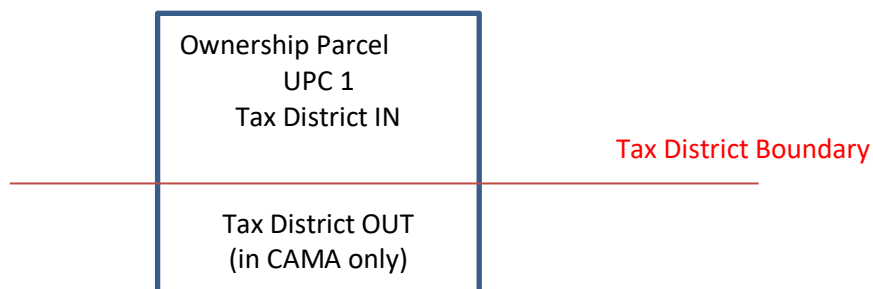 Ownership Parcel
UPC 1
Tax District IN
Tax District Boundary
Tax District OUT
(in CAMA only)